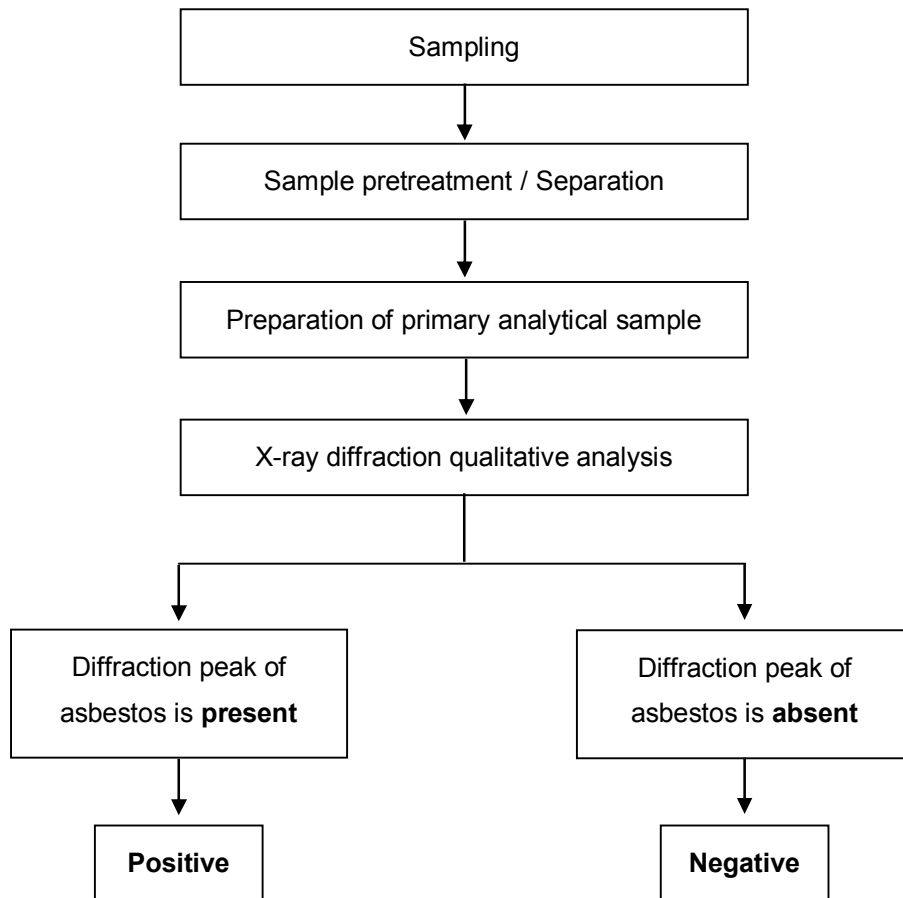 Sampling
Sample pretreatment / Separation
Preparation of primary analytical sample
X-ray diffraction qualitative analysis
Diffraction peak of
asbestos is present
Diffraction peak of
asbestos is absent
Positive
Negative